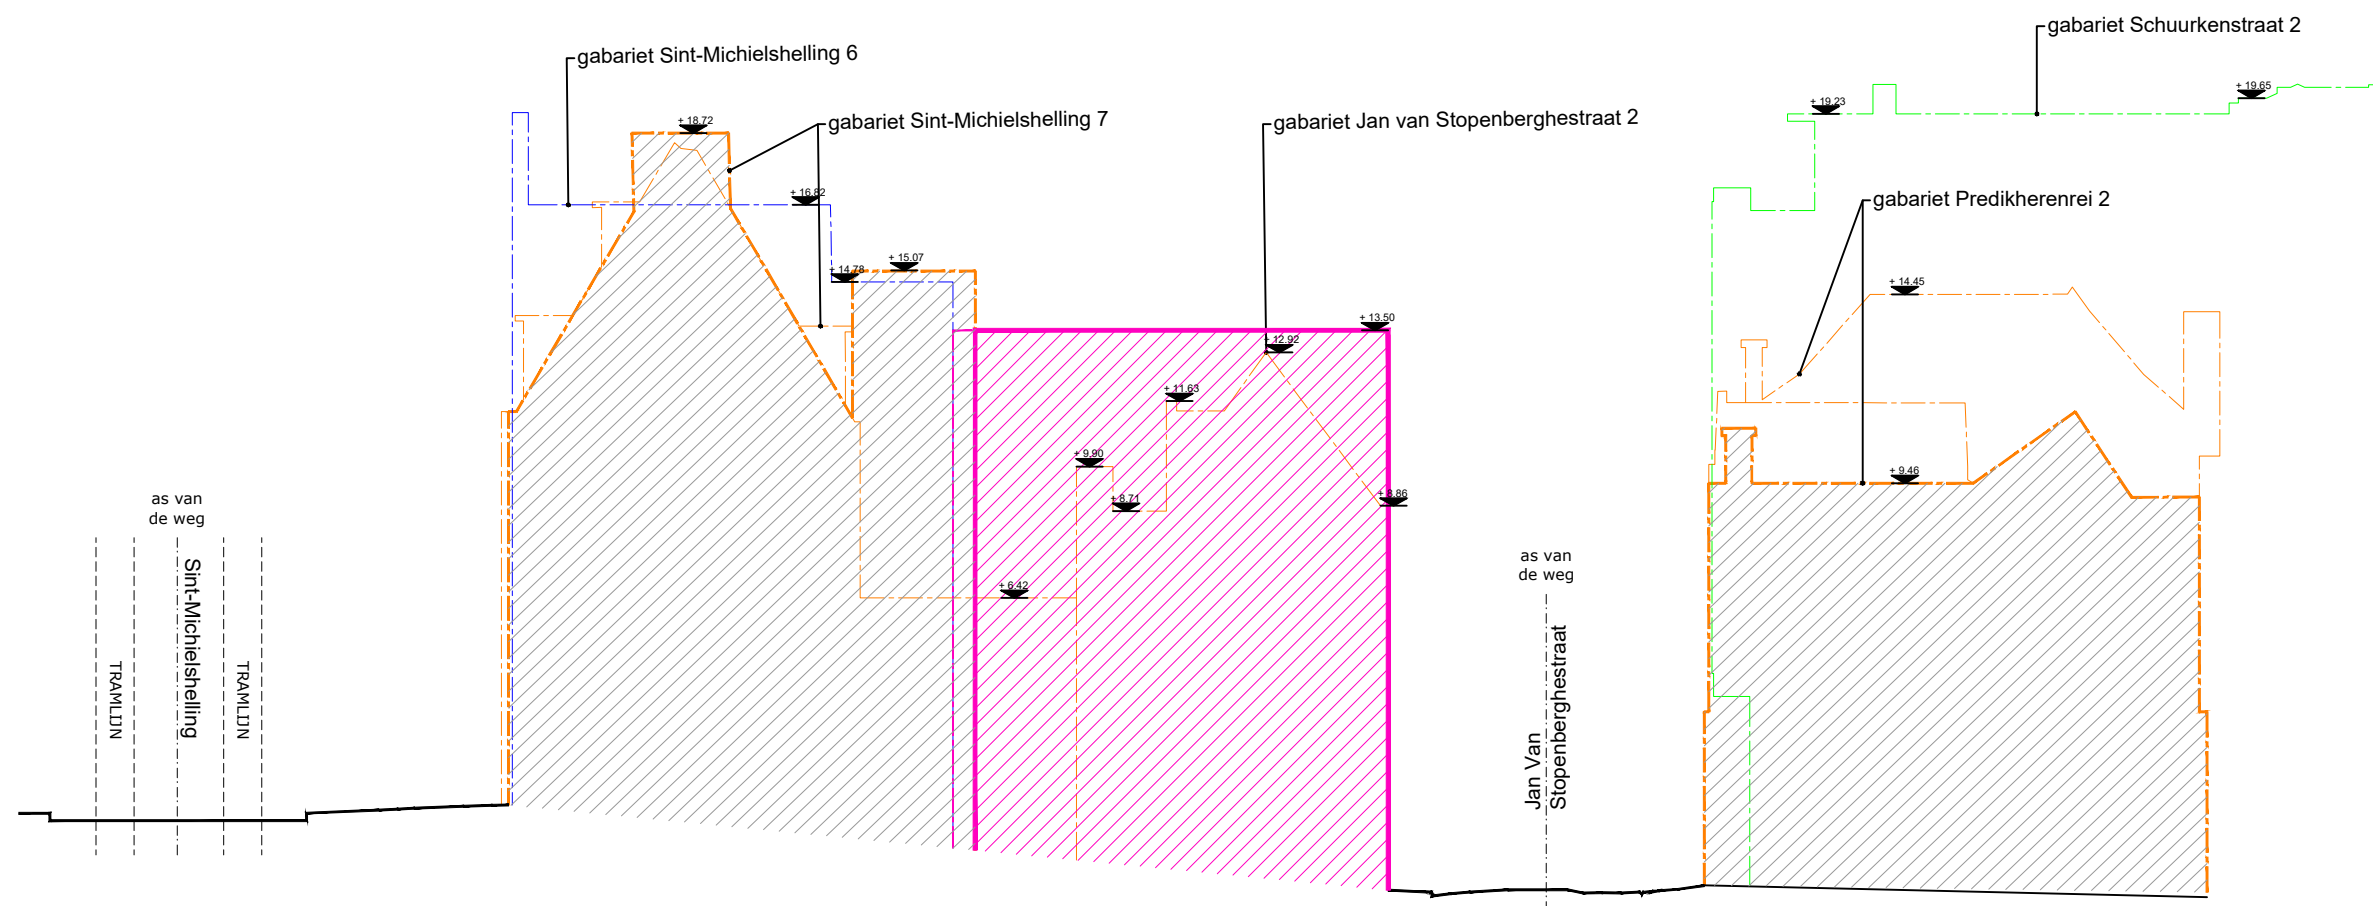 gabariet Schuurkenstraat 2
gabariet Sint-Michielshelling 6
+ 19.65
+ 19.23
gabariet Sint-Michielshelling 7
gabariet Jan van Stopenberghestraat 2
+ 18.72
+ 16.82
gabariet Predikherenrei 2
+ 15.07
+ 14.78
+ 14.45
+ 13.50
+ 12.92
+ 11.63
+ 9.90
+ 9.46
+ 8.71
+ 8.86
+ 6.42
as van
de weg
Sint-Michielshelling
TRAMLIJN
TRAMLIJN
as van
de weg
Jan Van
Stopenberghestraat